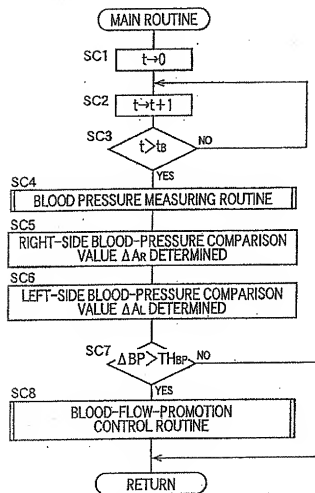 MAIN ROUTINE
SC1
t→0
SC2
t→t+1
SC3
t>tB
NO
YES
SC4
BLOOD PRESSURE MEASURING ROUTINE
SC5
RIGHT-SIDE BLOOD-PRESSURE COMPARISON
VALUE ΔAR DETERMINED
SC6
LEFT-SIDE BLOOD-PRESSURE COMPARISON
VALUE ΔAL DETERMINED
SC7
ΔBP>THBP
NO
YES
SC8
BLOOD-FLOW-PROMOTION
CONTROL ROUTINE
RETURN